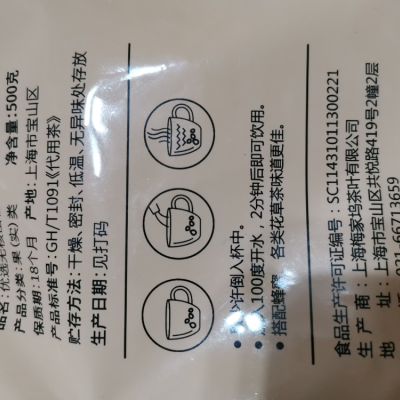 品名:优选无核
产品分类:果(实)类
保质期:18个月 产地:上海市宝山区
净含量:500克
产品标准号:GH/T1091《代用茶》
贮存方法:干燥、密封、低温、无异味处存放
生产日期:见打码
少许倒入杯中。
入100度开水,2分钟后即可饮用。
搭配蜂蜜、各类花草茶味道更佳。
食品生产许可证编号:SC11431011300221
生产商:上海梅家坞茶叶有限公司
地址:上海市宝山区共悦路419号2幢2层
021-66713659